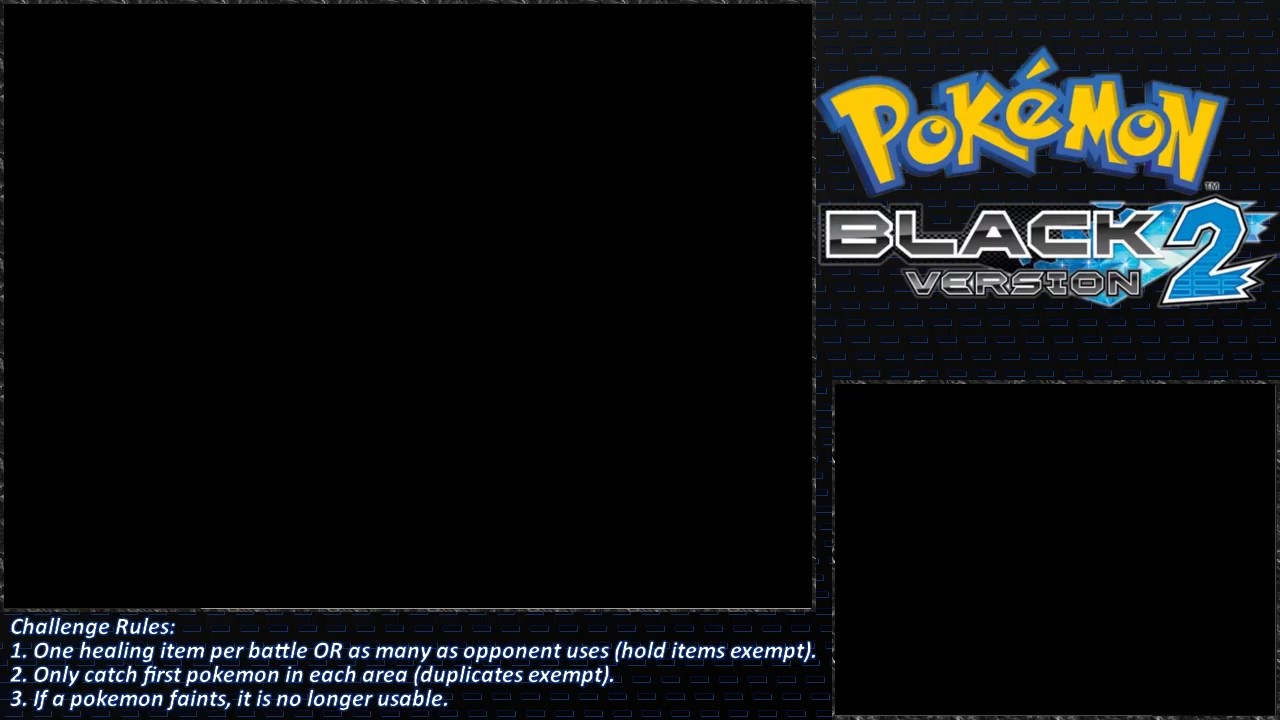 POKéMON
TM
BLACK 2
VERSION
Challenge Rules:
1. One healing item per battle OR as many as opponent uses (hold items exempt).
2. Only catch first pokemon in each area (duplicates exempt).
3. If a pokemon faints, it is no longer usable.